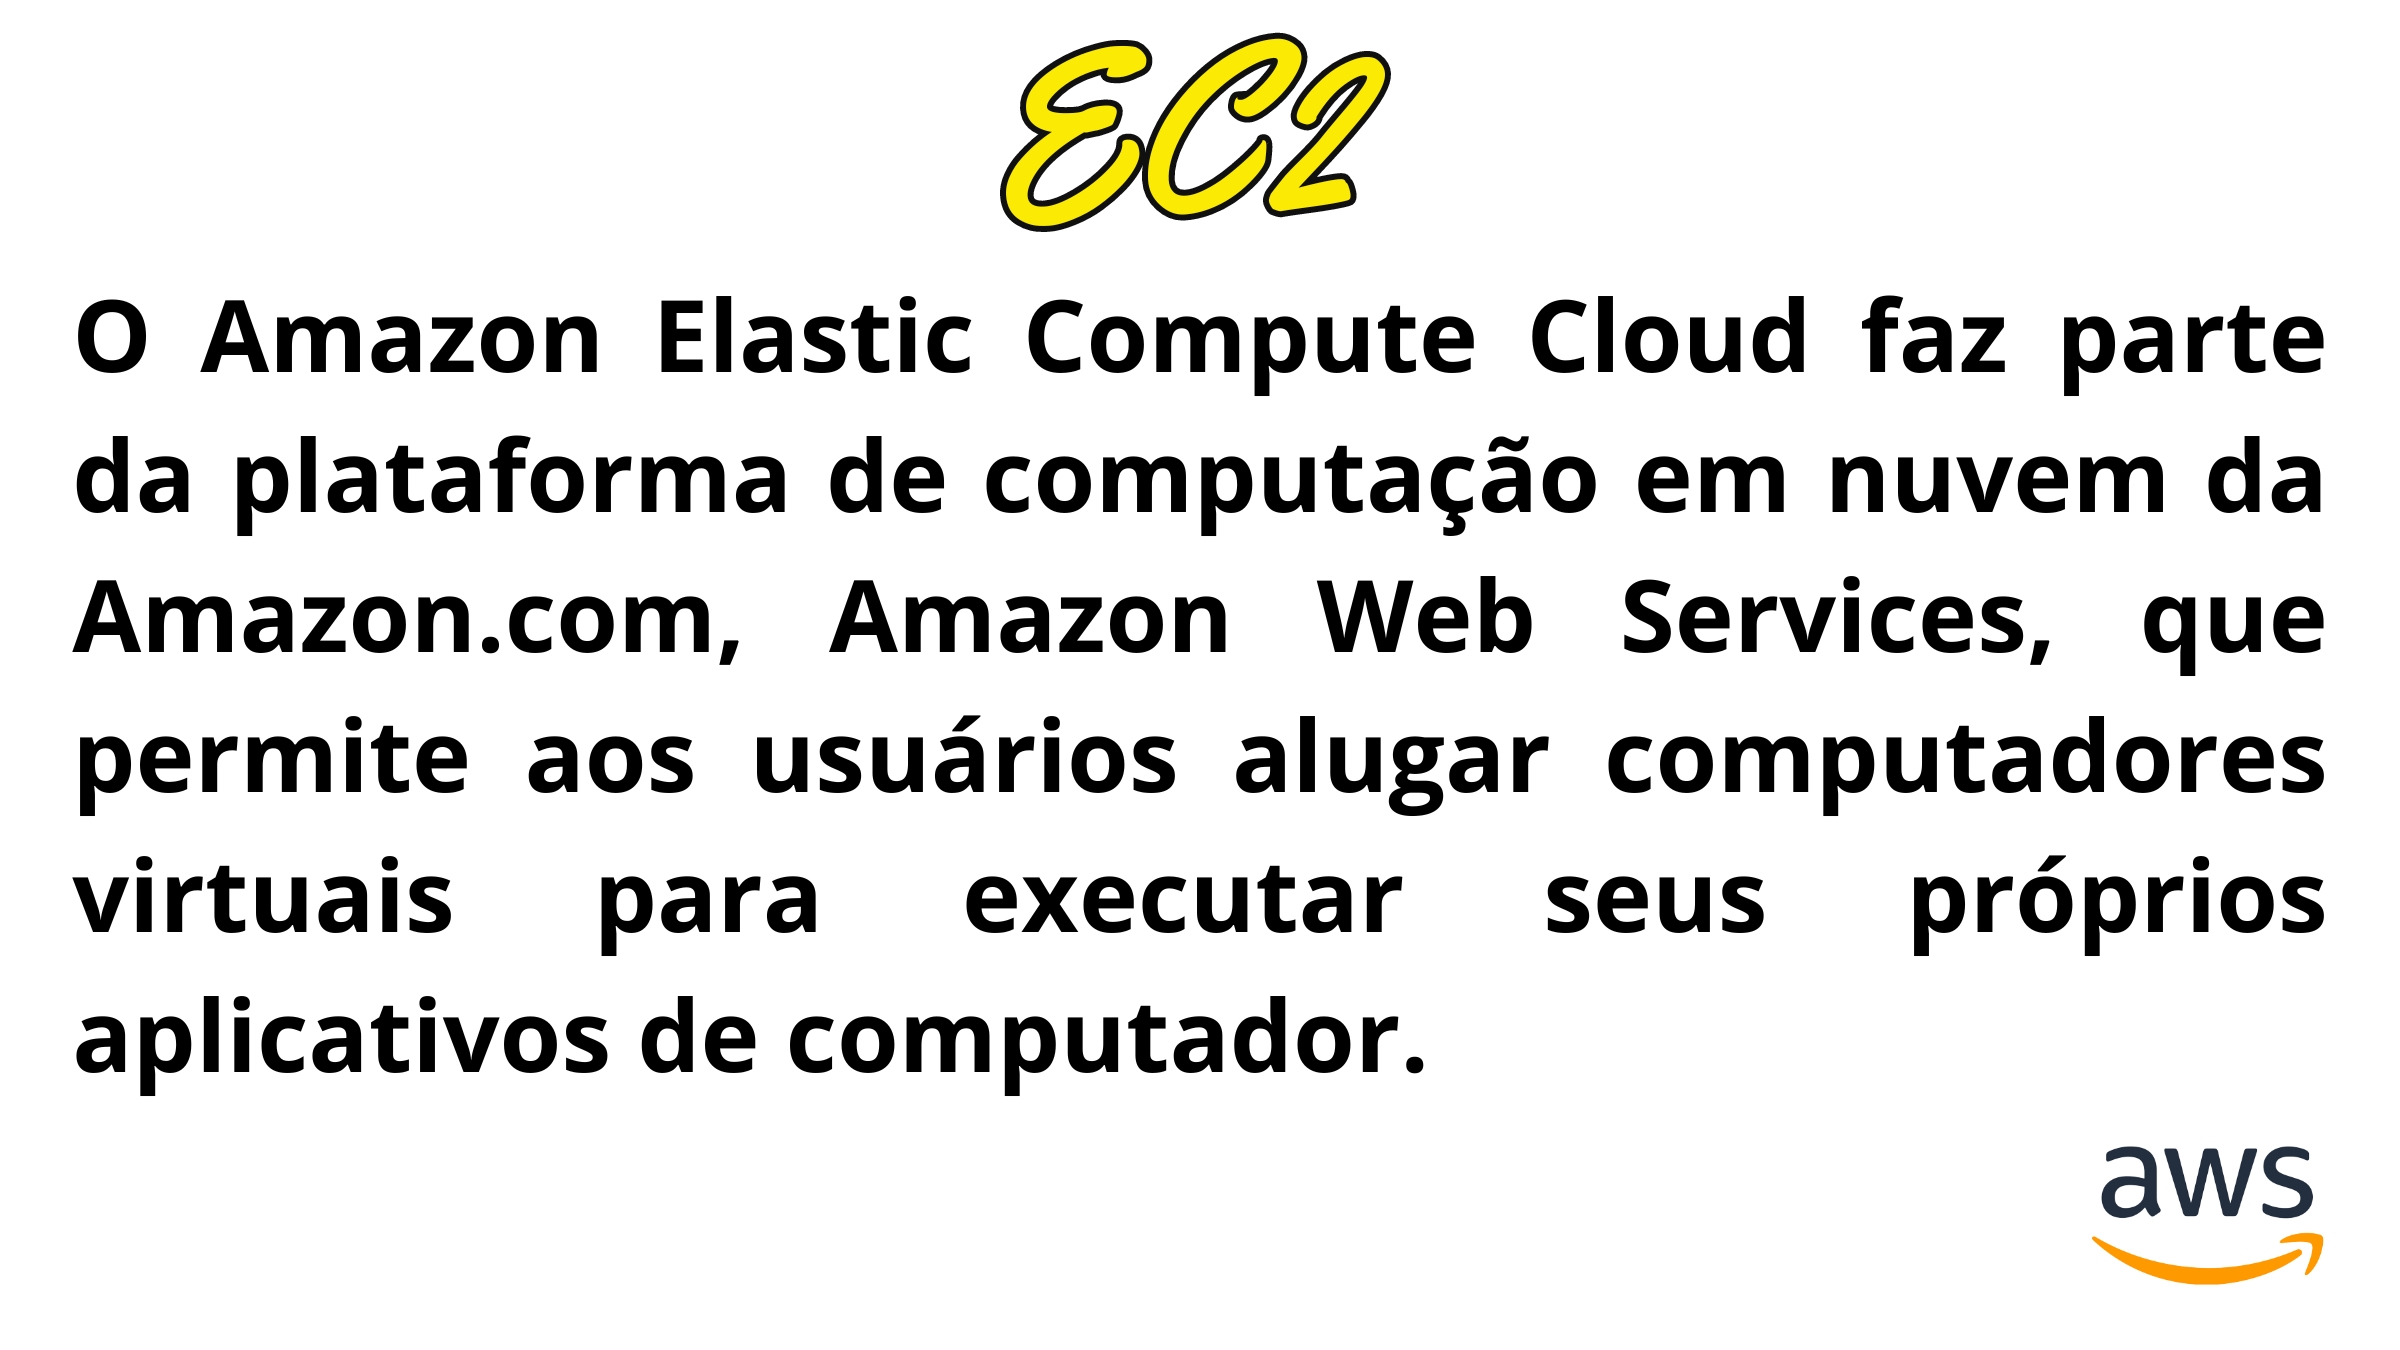 EC2
O Amazon Elastic Compute Cloud faz parte
da plataforma de computação em nuvem da
Amazon.com, Amazon Web Services, que
permite aos usuários alugar computadores
virtuais para executar seus próprios
aplicativos de computador.
aws